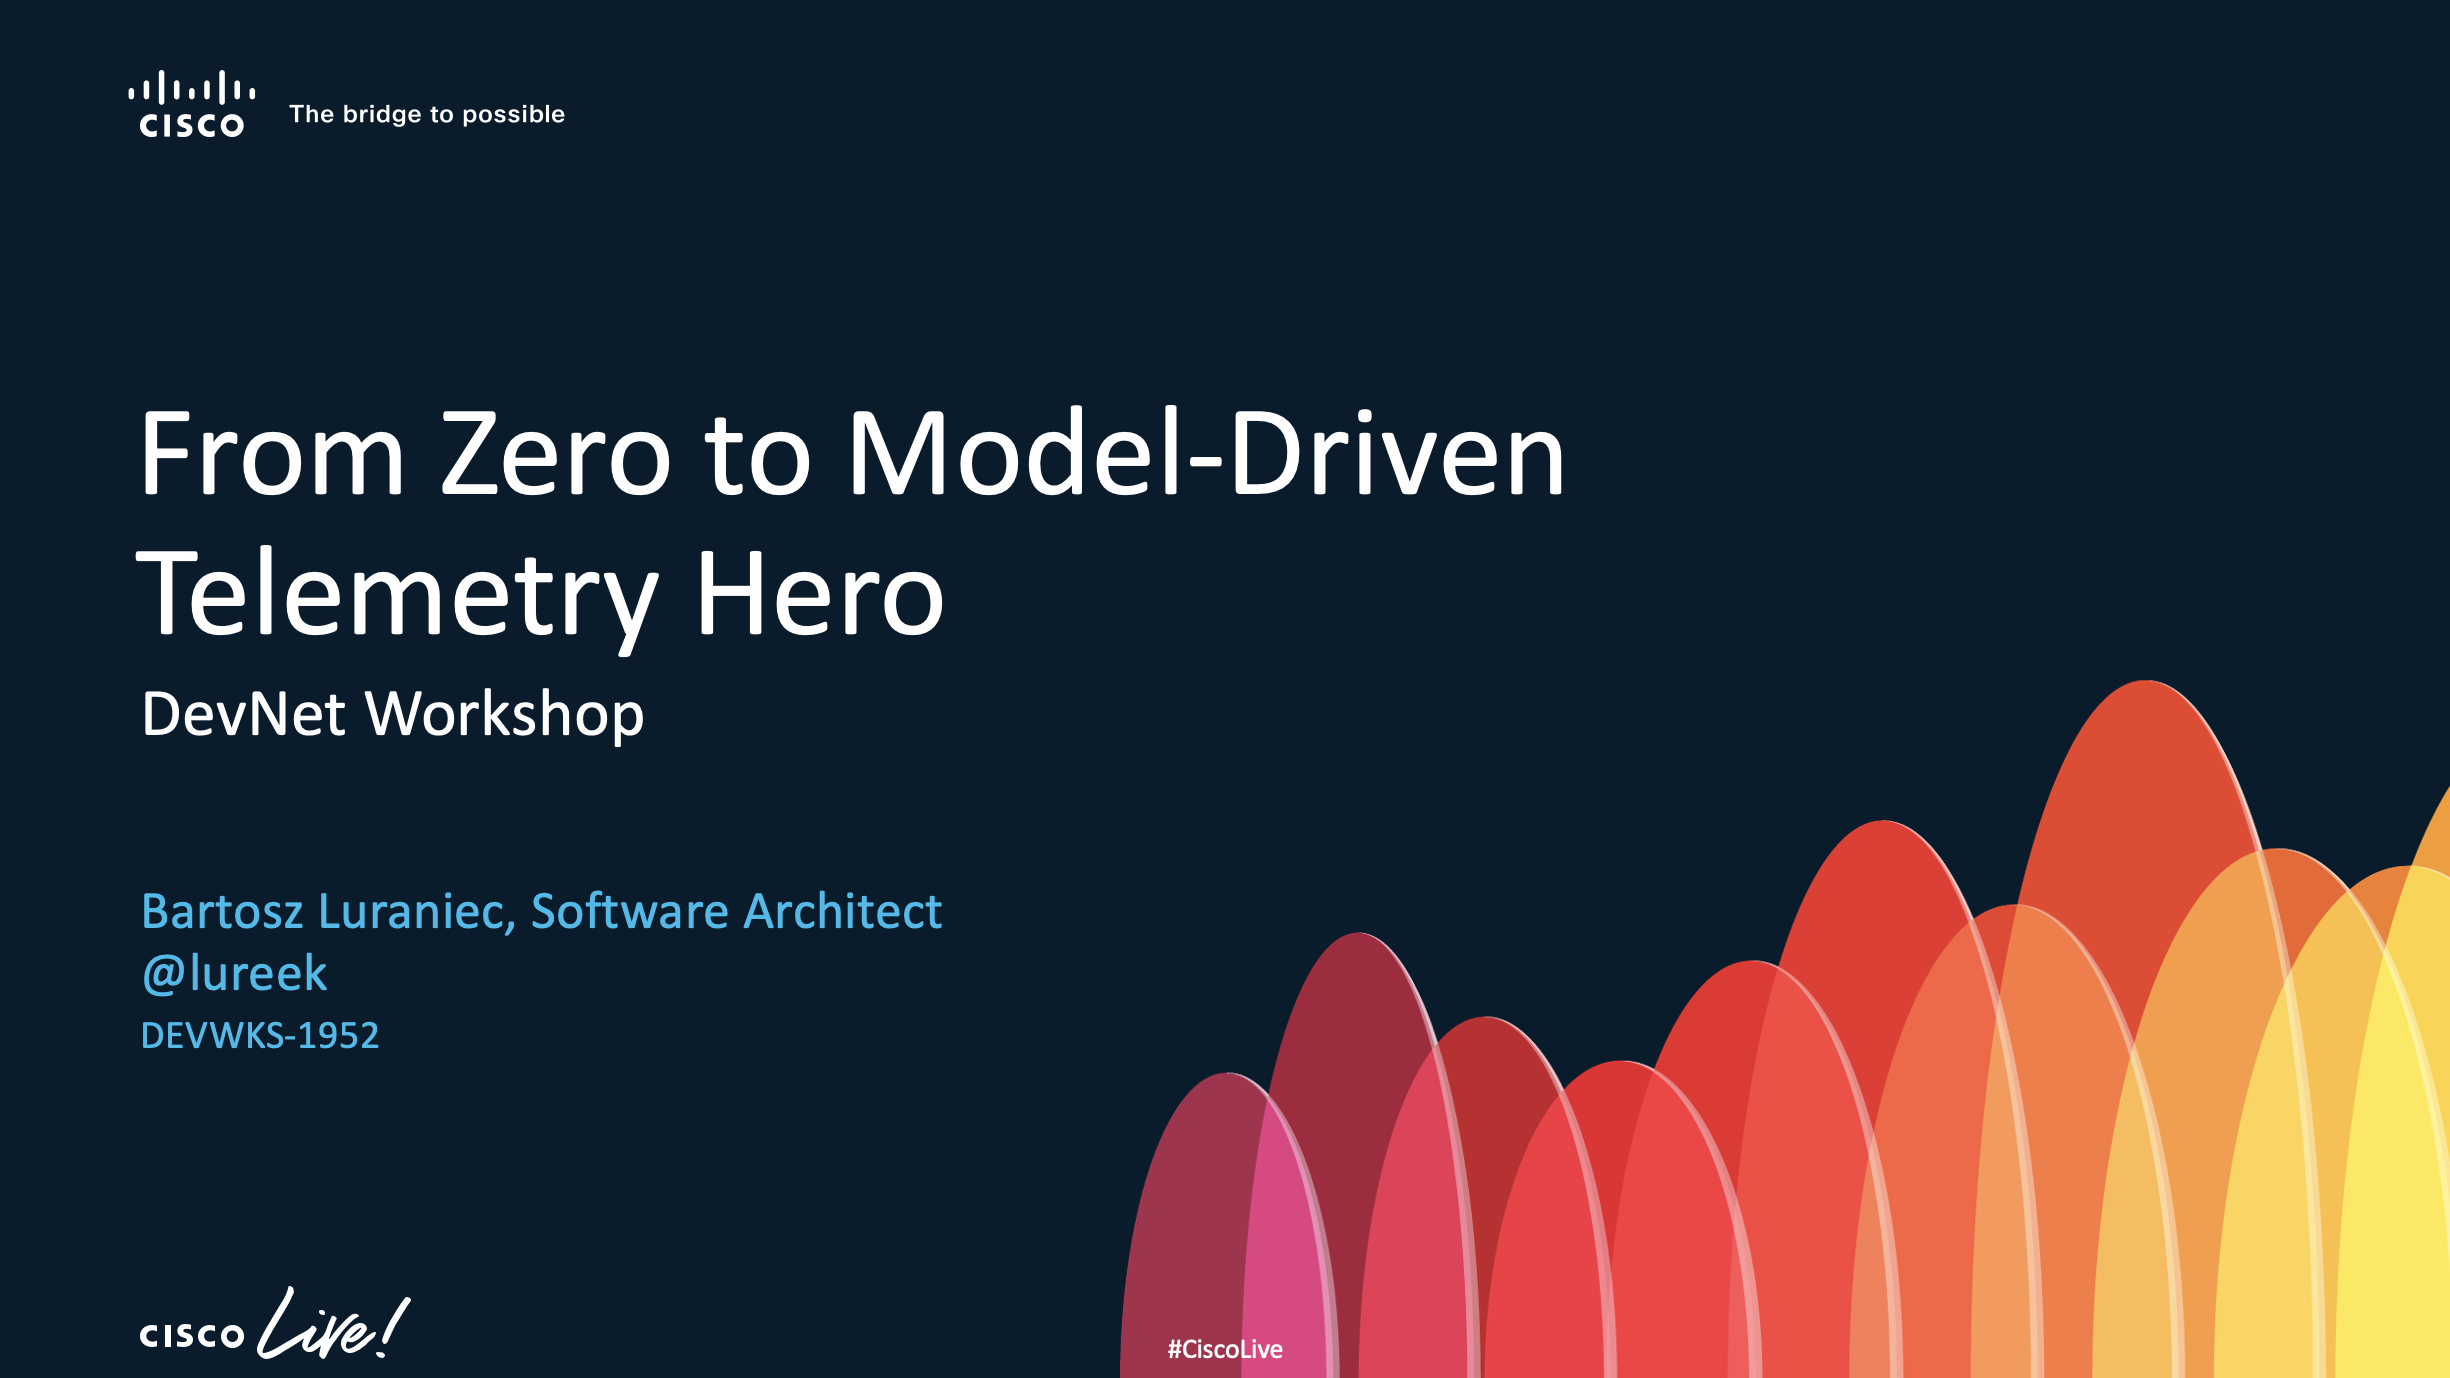 CISCO
The bridge to possible
From Zero to Model-Driven
Telemetry Hero
DevNet Workshop
Bartosz Luraniec, Software Architect
@lureek
DEVWKS-1952
CISCO Live!
#CiscoLive